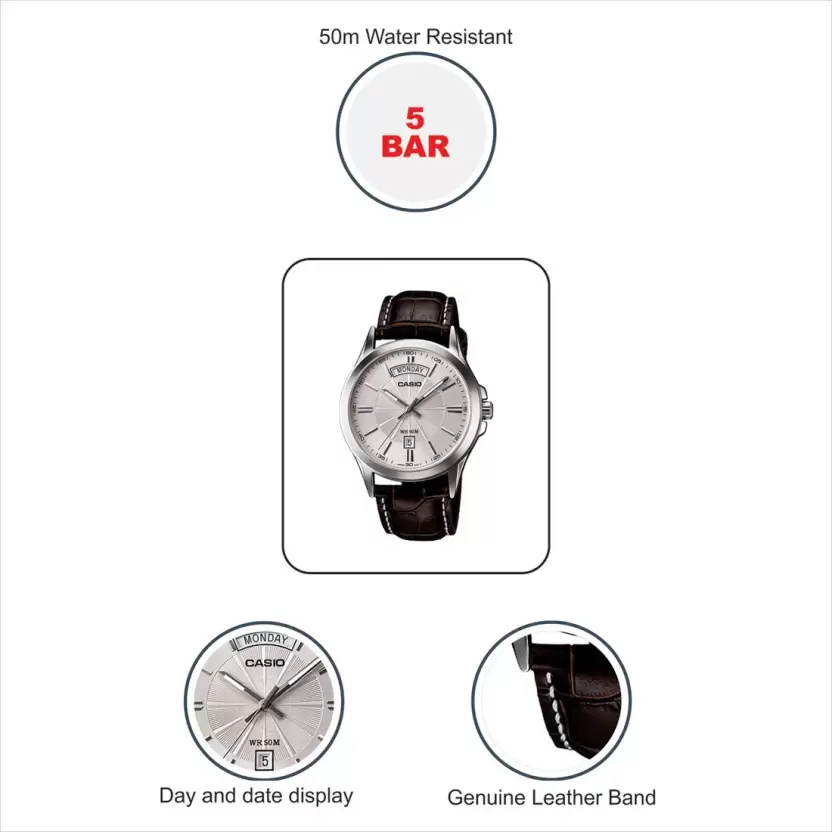 50m Water Resistant
5
BAR
MONDAY
CASIO
WR 50M
5
MONDAY
CASIO
WR 50M
5
Day and date display
Genuine Leather Band